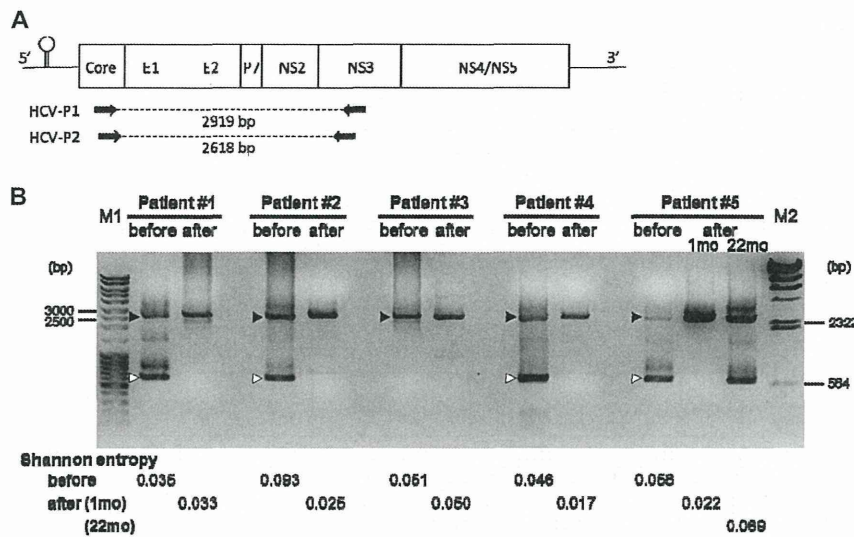 A
5' Core E1 E2 P7 NS2 NS3 NS4/NS5 3'
HCV-P1
2919 bp
HCV-P2
2618 bp
B
M1 Patient #1 Patient #2 Patient #3 Patient #4 Patient #5 M2
before after before after before after before after before after
1mo 22mo
(bp) (bp)
3000
2500 2322
564
Shannon entropy
before 0.035 0.093 0.051 0.046 0.058
after (1mo) 0.033 0.025 0.050 0.017 0.022
(22mo) 0.069